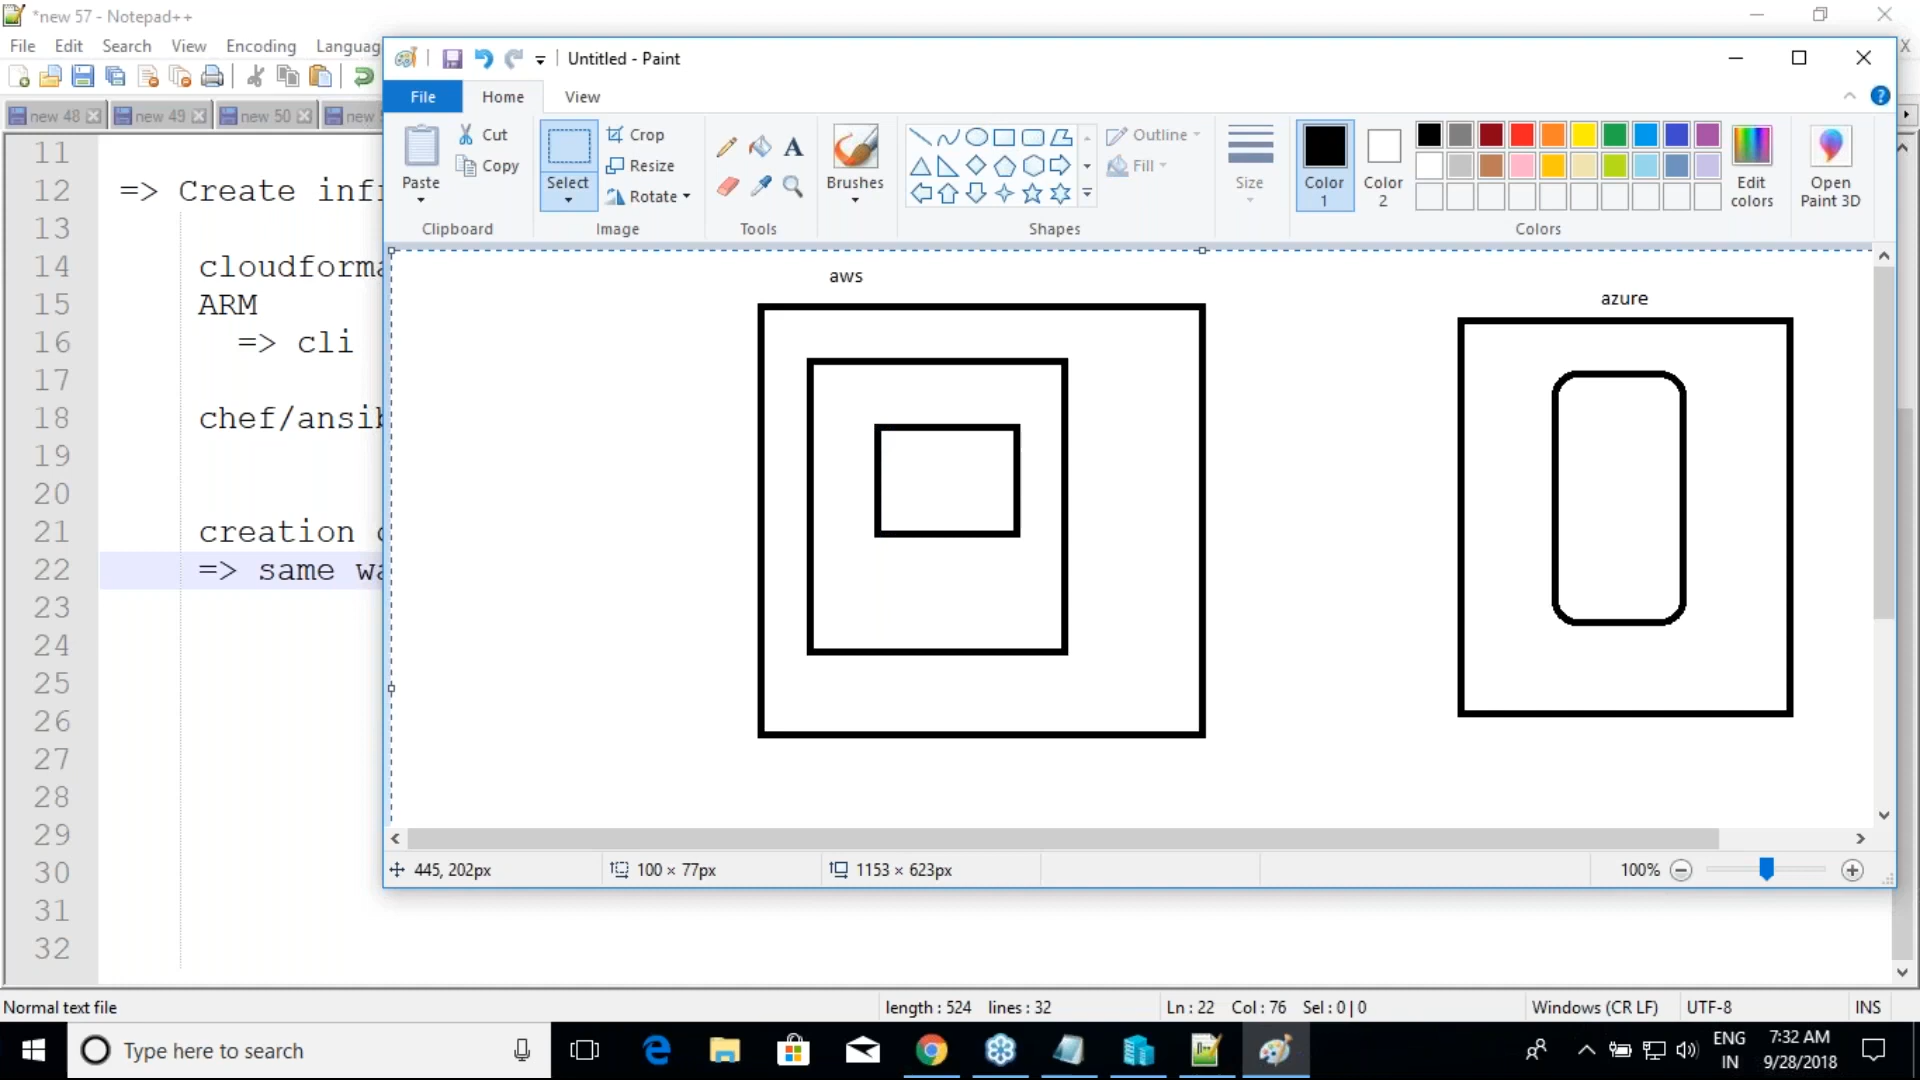 *new 57 - Notepad++
File Edit Search View Encoding Languag
X
new 48 new 49 new 50 new
11
12 => Create infr
13
14 cloudforma
15 ARM
16 => cli
17
18 chef/ansib
19
20
21 creation
22 => same wa
23
24
25
26
27
28
29
30
31
32
Untitled - Paint
File Home View
Paste
Cut
Copy
Clipboard
Select
Crop
Resize
Rotate
Image
A
Tools
Brushes
Outline
Fill
Shapes
Size
Color 1
Color 2
Edit colors
Open Paint 3D
Colors
aws
azure
445, 202px 100 × 77px 1153 × 623px 100%
Normal text file length : 524 lines : 32 Ln : 22 Col : 76 Sel : 0 | 0 Windows (CR LF) UTF-8 INS
Type here to search
ENG
IN
7:32 AM
9/28/2018